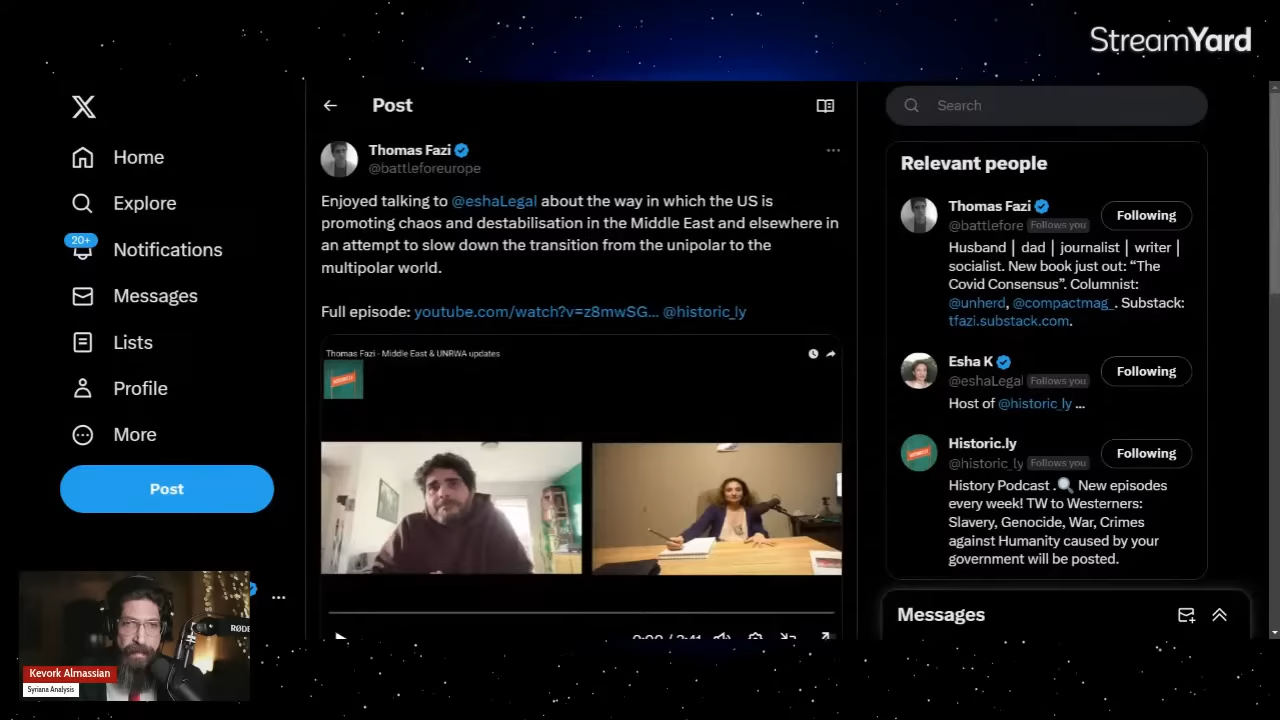 StreamYard
Home
Explore
20+
Notifications
Messages
Lists
Profile
More
Post
Post
Thomas Fazi
@battleforeurope
Enjoyed talking to @eshaLegal about the way in which the US is
promoting chaos and destabilisation in the Middle East and elsewhere in
an attempt to slow down the transition from the unipolar to the
multipolar world.
Full episode: youtube.com/watch?v=z8mwSG... @historic_ly
Thomas Fazi - Middle East & UNRWA updates
Search
Relevant people
Thomas Fazi
@battlefore Follows you
Following
Husband | dad | journalist | writer |
socialist. New book just out: “The
Covid Consensus”. Columnist:
@unherd, @compactmag_. Substack:
tfazi.substack.com.
Esha K
@eshaLegal Follows you
Following
Host of @historic_ly ...
Historic.ly
@historic_ly Follows you
Following
History Podcast .🔍 New episodes
every week! TW to Westerners:
Slavery, Genocide, War, Crimes
against Humanity caused by your
government will be posted.
Messages
RØDE
Kevork Almassian
Syriana Analysis